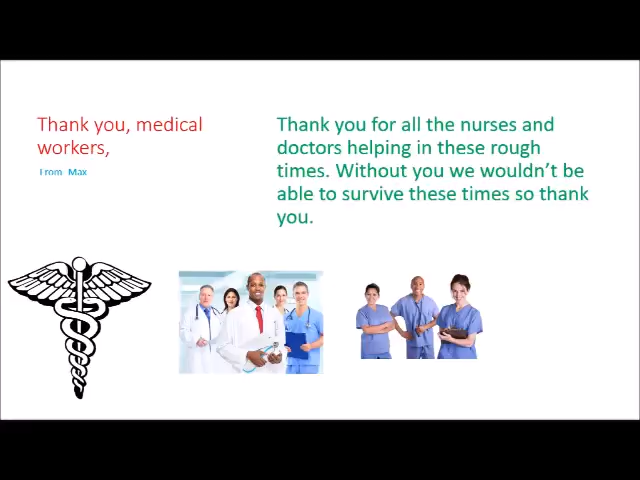 Thank you, medical
workers,
From Max
Thank you for all the nurses and
doctors helping in these rough
times. Without you we wouldn't be
able to survive these times so thank
you.